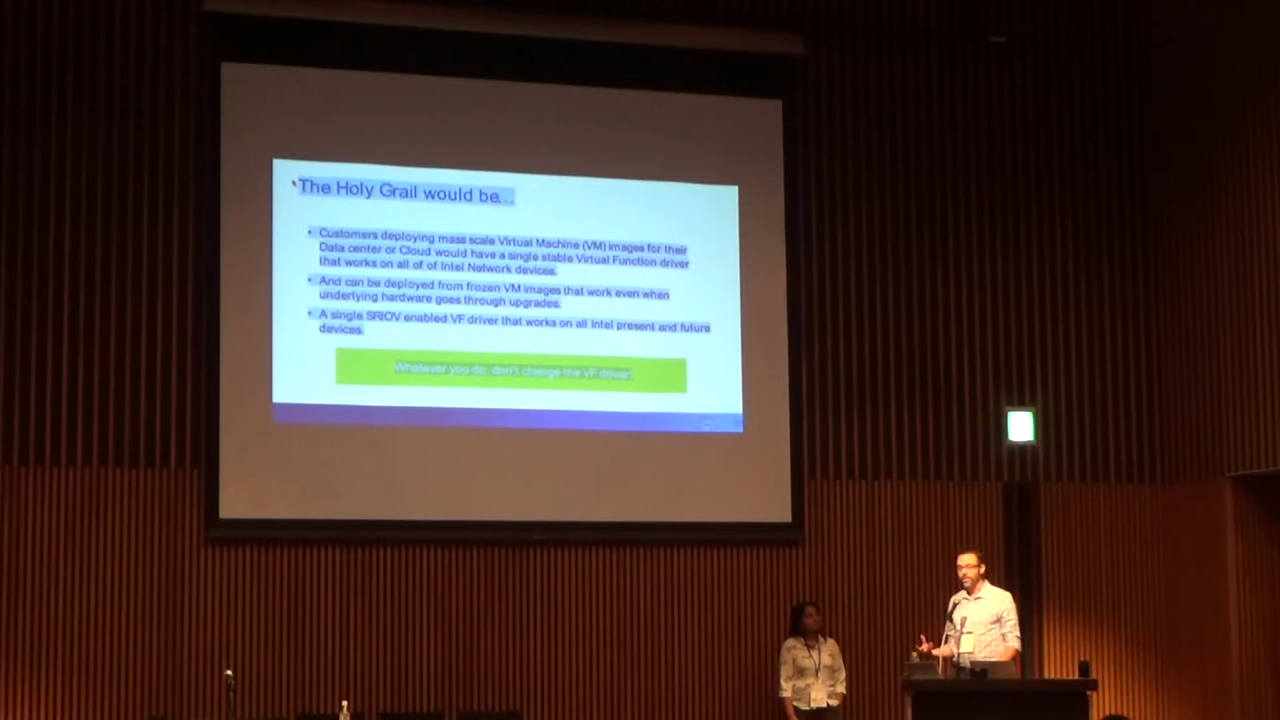 The Holy Grail would be...
• Customers deploying mass scale Virtual Machine (VM) images for their
Data center or Cloud would have a single stable Virtual Function driver
that works on all of of Intel Network devices.
• And can be deployed from frozen VM images that work even when
underlying hardware goes through upgrades.
• A single SRIOV enabled VF driver that works on all Intel present and future
devices.
Whatever you do, don't change the VF driver!